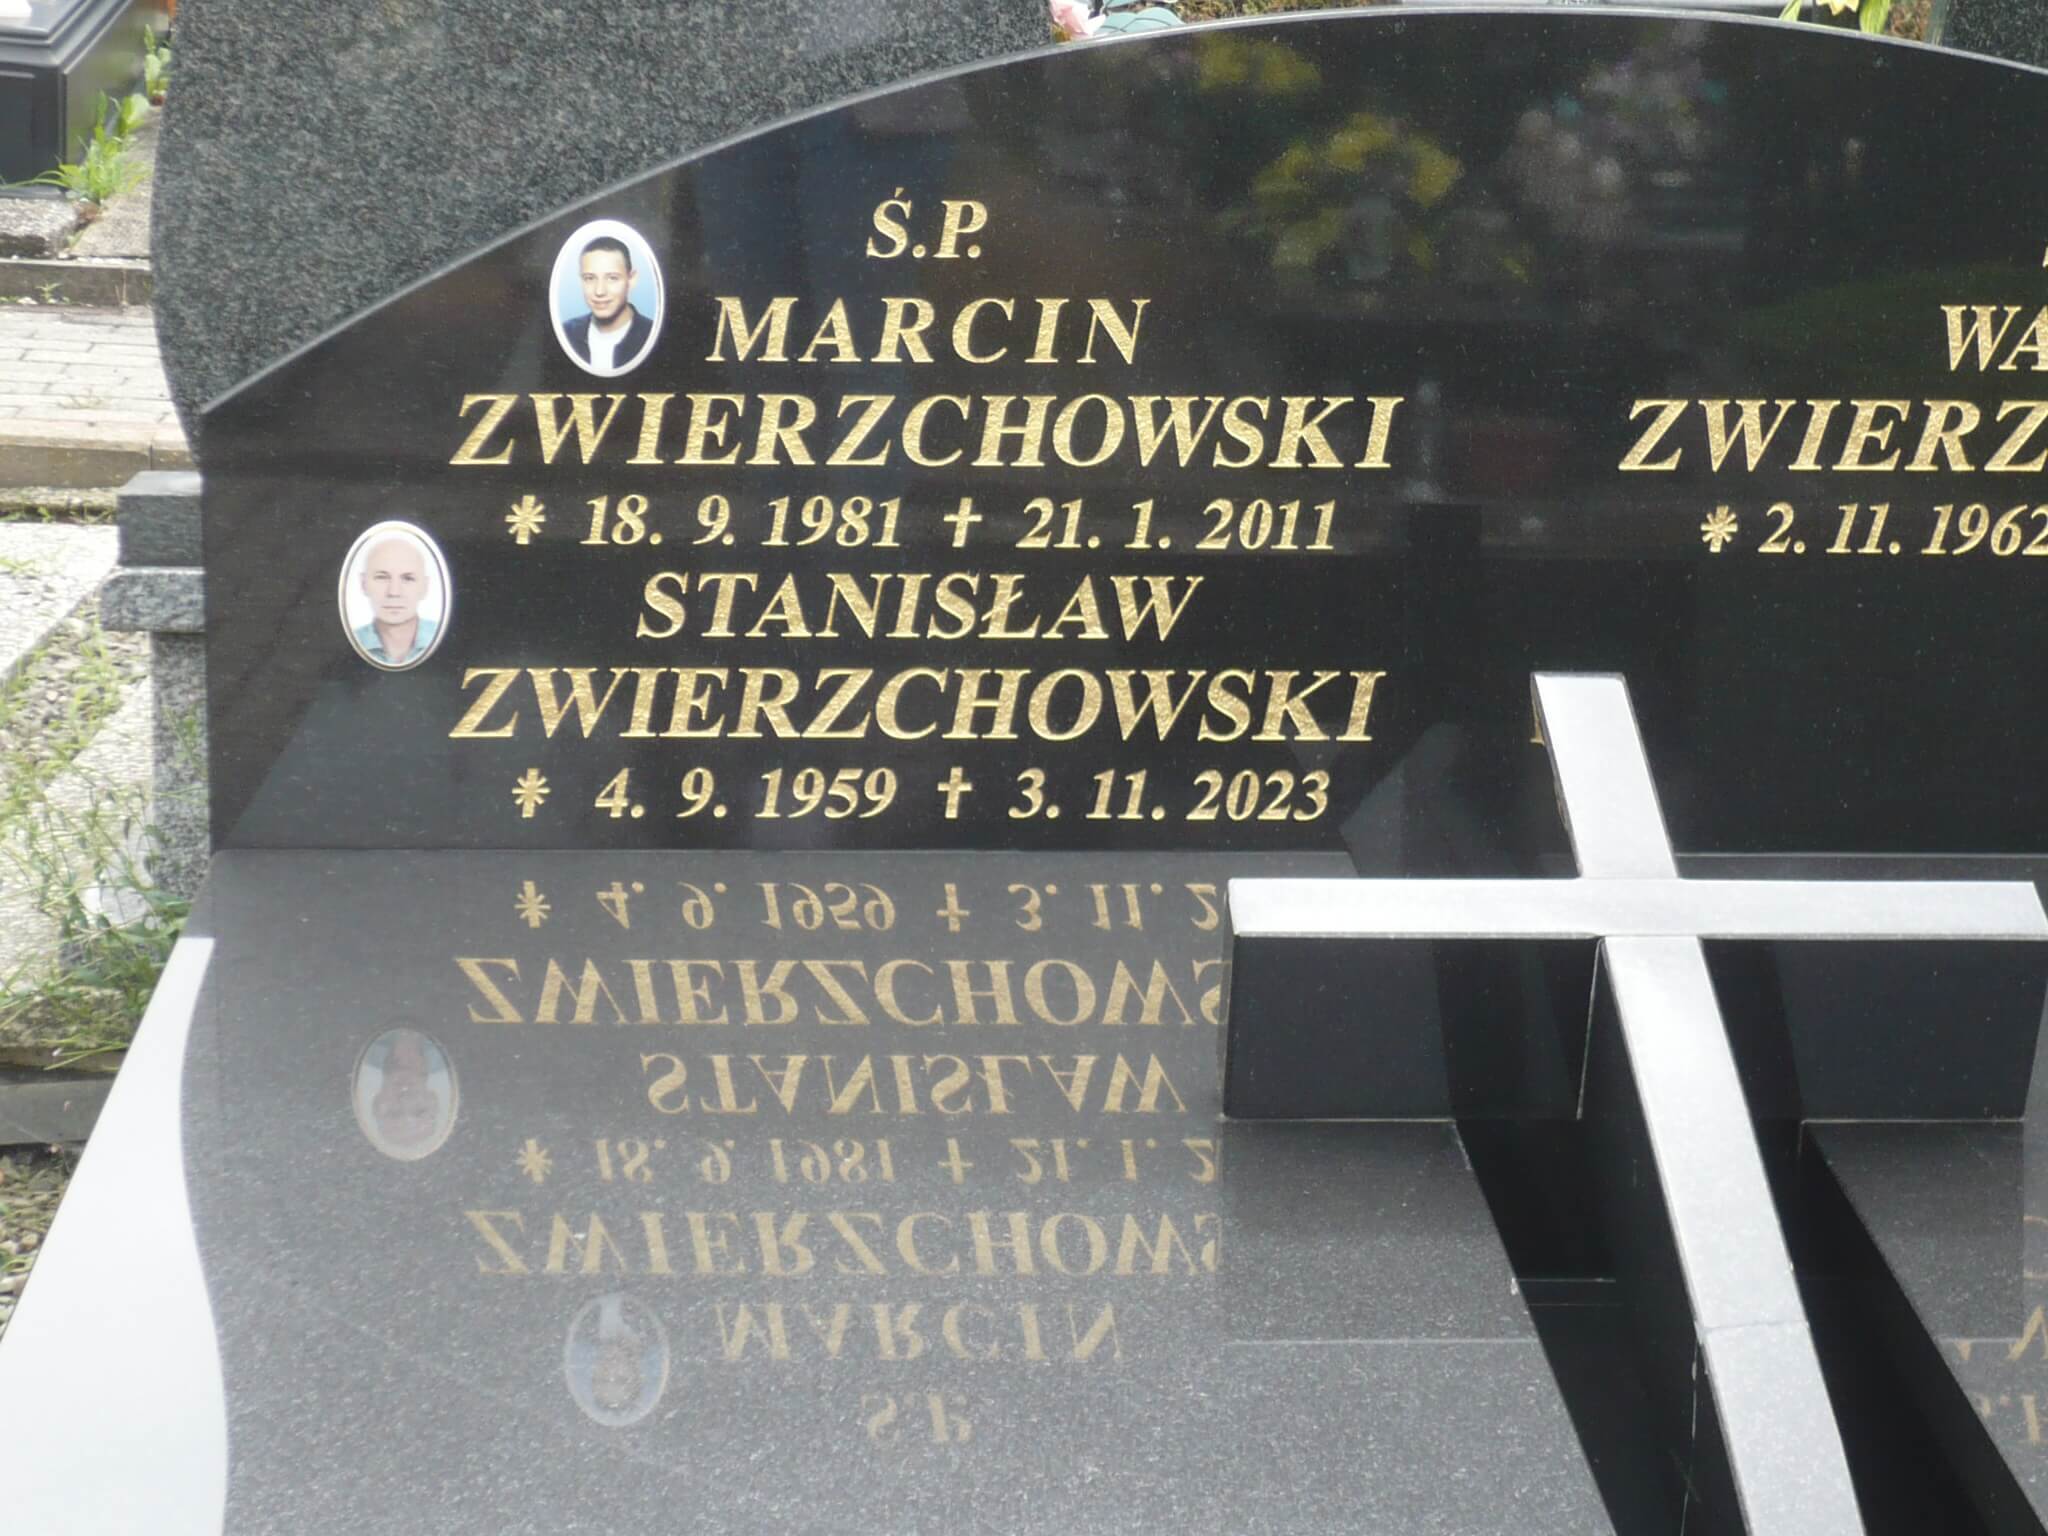 Ś.P.
MARCIN
ZWIERZCHOWSKI
* 18. 9. 1981 ✝ 21. 1. 2011
STANISŁAW
ZWIERZCHOWSKI
* 4. 9. 1959 ✝ 3. 11. 2023
* 2. 11. 1962